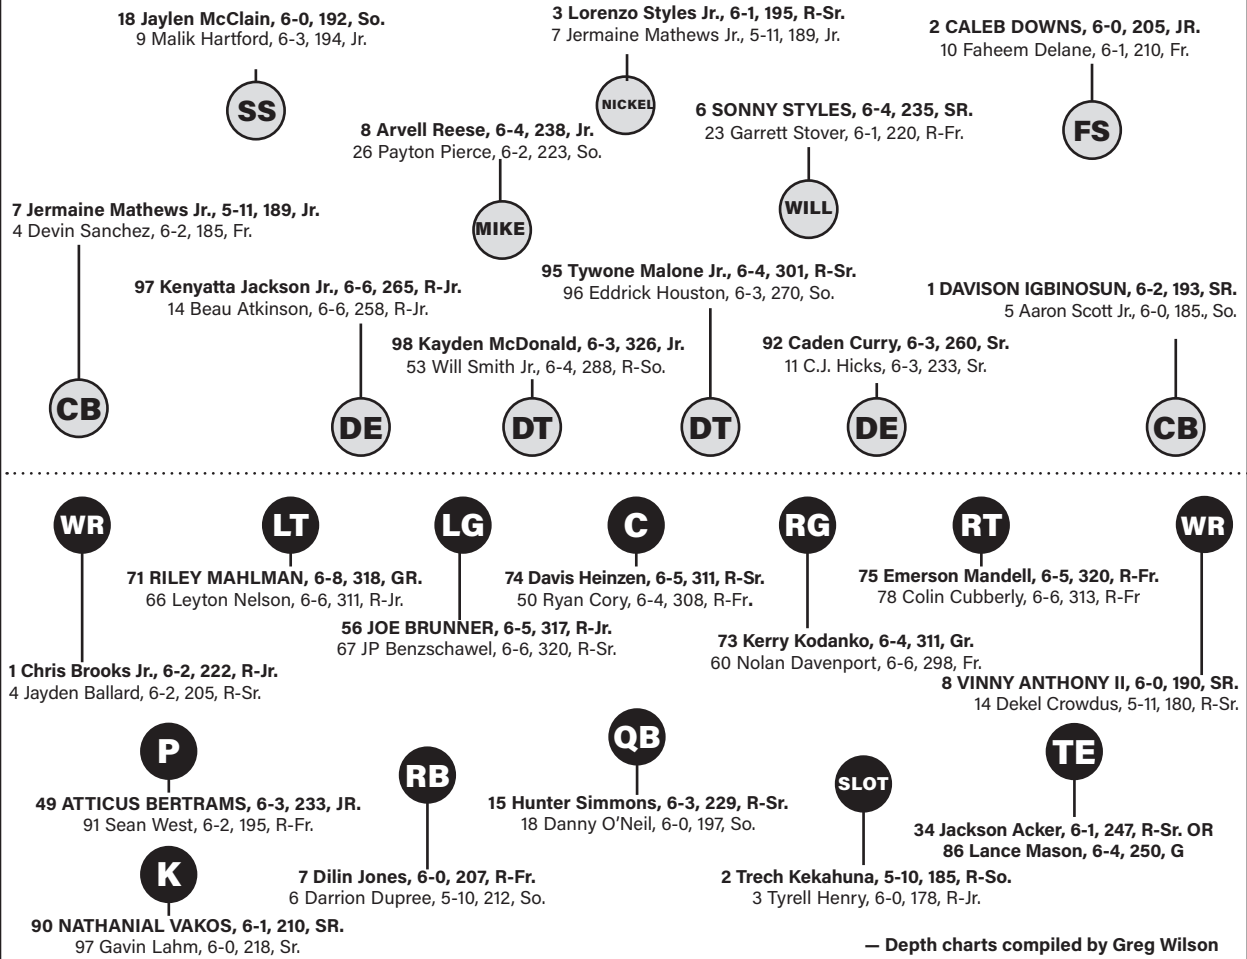 18 Jaylen McClain, 6-0, 192, So.
9 Malik Hartford, 6-3, 194, Jr.
SS
3 Lorenzo Styles Jr., 6-1, 195, R-Sr.
7 Jermaine Mathews Jr., 5-11, 189, Jr.
NICKEL
2 CALEB DOWNS, 6-0, 205, JR.
10 Faheem Delane, 6-1, 210, Fr.
FS
8 Arvell Reese, 6-4, 238, Jr.
26 Payton Pierce, 6-2, 223, So.
MIKE
6 SONNY STYLES, 6-4, 235, SR.
23 Garrett Stover, 6-1, 220, R-Fr.
WILL
7 Jermaine Mathews Jr., 5-11, 189, Jr.
4 Devin Sanchez, 6-2, 185, Fr.
CB
97 Kenyatta Jackson Jr., 6-6, 265, R-Jr.
14 Beau Atkinson, 6-6, 258, R-Jr.
DE
98 Kayden McDonald, 6-3, 326, Jr.
53 Will Smith Jr., 6-4, 288, R-So.
DT
95 Tywone Malone Jr., 6-4, 301, R-Sr.
96 Eddrick Houston, 6-3, 270, So.
DT
92 Caden Curry, 6-3, 260, Sr.
11 C.J. Hicks, 6-3, 233, Sr.
DE
1 DAVISON IGBINOSUN, 6-2, 193, SR.
5 Aaron Scott Jr., 6-0, 185., So.
CB
WR
1 Chris Brooks Jr., 6-2, 222, R-Jr.
4 Jayden Ballard, 6-2, 205, R-Sr.
LT
71 RILEY MAHLMAN, 6-8, 318, GR.
66 Leyton Nelson, 6-6, 311, R-Jr.
LG
56 JOE BRUNNER, 6-5, 317, R-Jr.
67 JP Benzschawel, 6-6, 320, R-Sr.
C
74 Davis Heinzen, 6-5, 311, R-Sr.
50 Ryan Cory, 6-4, 308, R-Fr.
RG
73 Kerry Kodanko, 6-4, 311, Gr.
60 Nolan Davenport, 6-6, 298, Fr.
RT
75 Emerson Mandell, 6-5, 320, R-Fr.
78 Colin Cubberly, 6-6, 313, R-Fr
WR
8 VINNY ANTHONY II, 6-0, 190, SR.
14 Dekel Crowdus, 5-11, 180, R-Sr.
P
49 ATTICUS BERTRAMS, 6-3, 233, JR.
91 Sean West, 6-2, 195, R-Fr.
K
90 NATHANIAL VAKOS, 6-1, 210, SR.
97 Gavin Lahm, 6-0, 218, Sr.
RB
7 Dilin Jones, 6-0, 207, R-Fr.
6 Darrion Dupree, 5-10, 212, So.
QB
15 Hunter Simmons, 6-3, 229, R-Sr.
18 Danny O'Neil, 6-0, 197, So.
SLOT
2 Trech Kekahuna, 5-10, 185, R-So.
3 Tyrell Henry, 6-0, 178, R-Jr.
TE
34 Jackson Acker, 6-1, 247, R-Sr. OR
86 Lance Mason, 6-4, 250, G
— Depth charts compiled by Greg Wilson